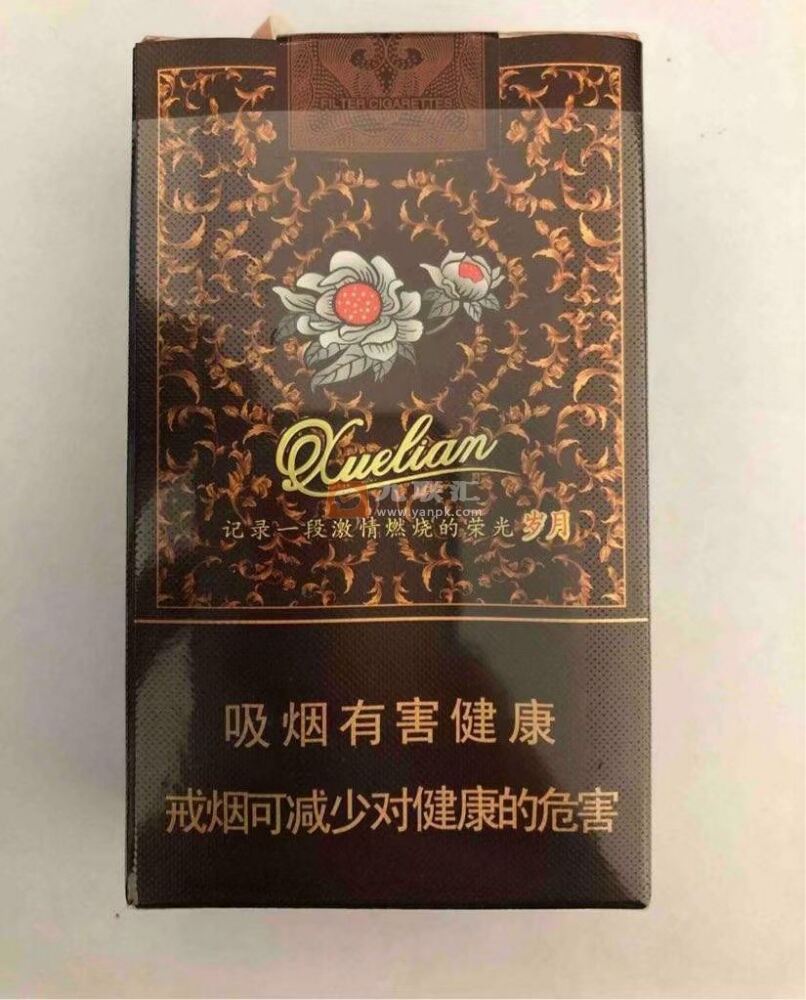 FILTER CIGARETTES
Xuelian
www.yanpk.com
记录一段激情燃烧的荣光岁月
吸烟有害健康
戒烟可减少对健康的危害